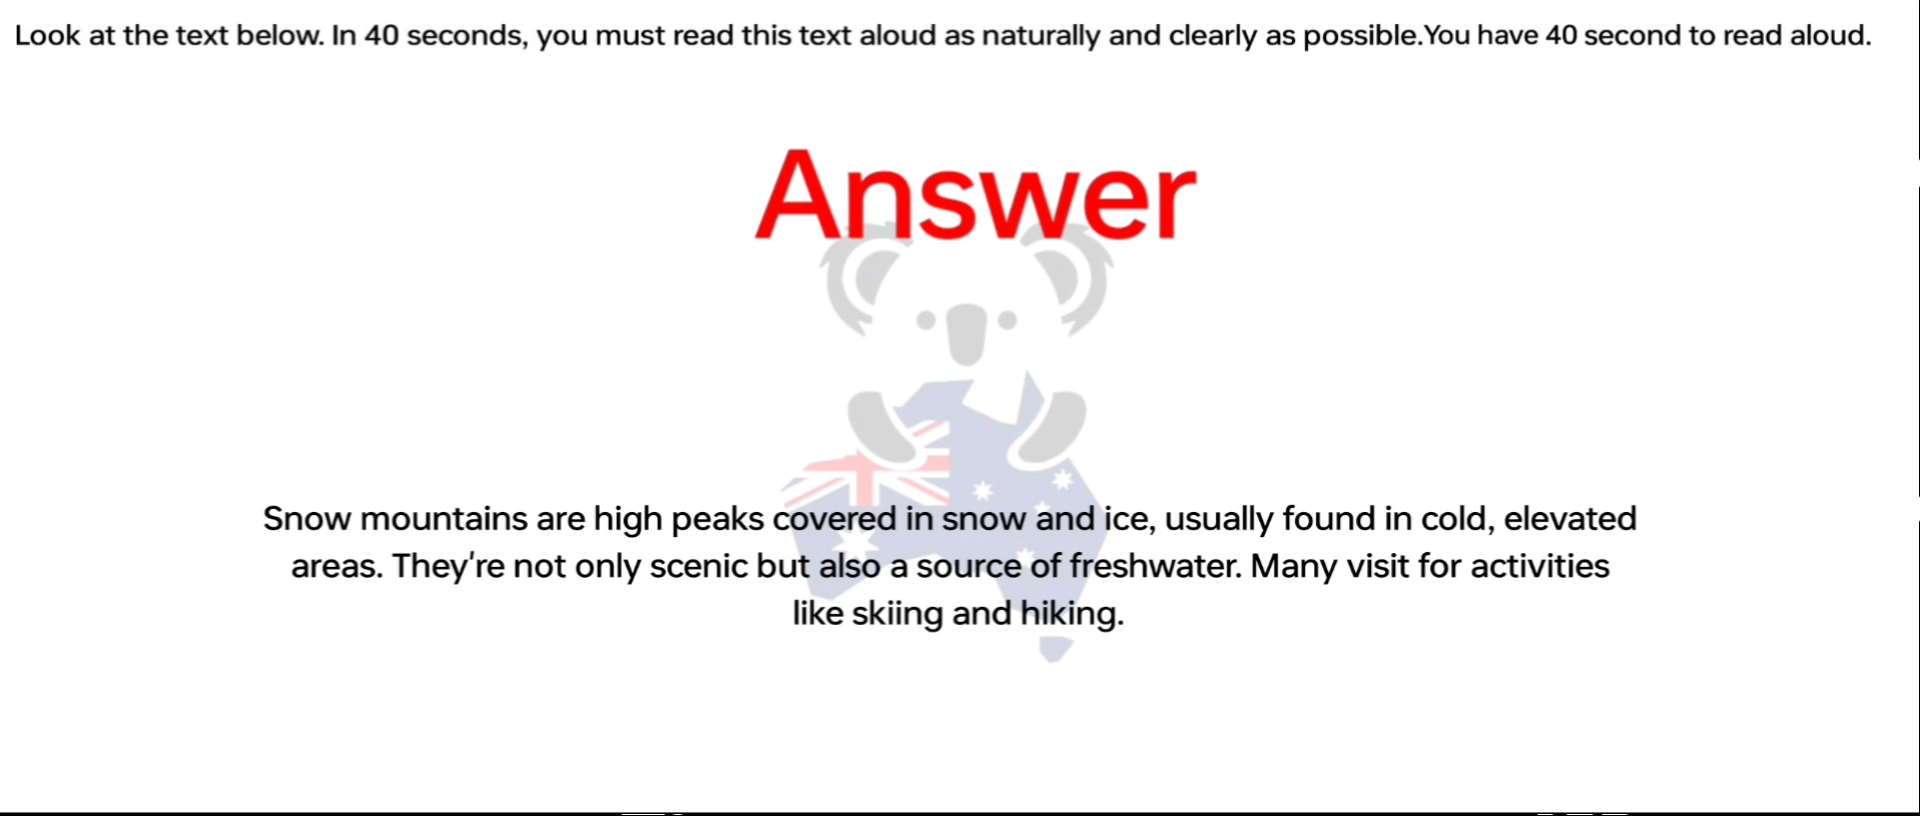 Look at the text below. In 40 seconds, you must read this text aloud as naturally and clearly as possible.You have 40 second to read aloud.
Answer
Snow mountains are high peaks covered in snow and ice, usually found in cold, elevated
areas. They're not only scenic but also a source of freshwater. Many visit for activities
like skiing and hiking.